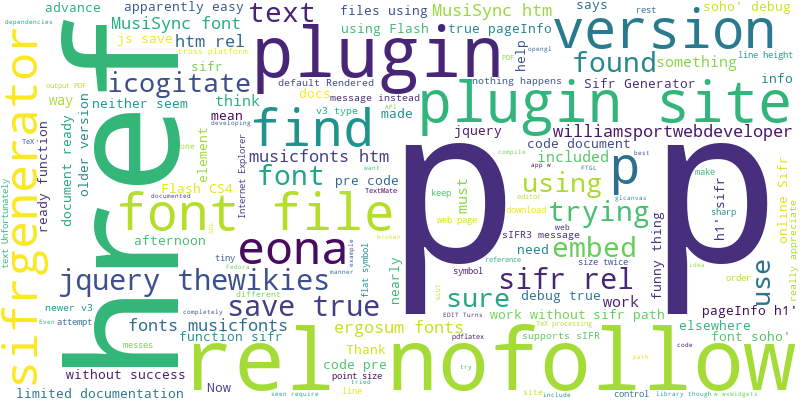 apparently easy
files using
MusiSync htm
says
soho' debug
dependencies
MusiSync font
text
using Flash
true pageInfo
version
rest
js save
htm rel
cross platform
help
opengl
sifrgenerator
href
above
sifr
plugin
PDF
nothing happens
found
something
line height
icogitate
default Rendered
docs
message instead
Sifr Generator
info
output PDF
way
neither seem
think
mean
find
v3 type
API
made
plugin site
document ready
older version
element
developing
jquery
williamsportwebdeveloper
TeX
ready function
one
Internet Explorer
musicfonts htm
code document
included
compile
best
documented
Flash CS4
font
pre code
TextMate
p p
p
using
must
app w
FTGL
make
want
keep
editor
glcanvas
font file
web page
download
trying
h1' sifr
sharp
online Sifr
text Unfortunately
afternoon
eona
sIFR3 message
web
embed
funny thing
idea
really appreciate
tiny
example
flat symbol
nearly
broken
need
size twice
order
jquery thewikies
fedora
manner
symbol
reference
sifr rel
use
different
newer v3
save true
sure
debug true
work
pageInfo h1'
Even
attempt
completely
GLUT
EDIT Turns
work without sifr path
fonts musicfonts
ergosum fonts
pdflatex
TeX processing
elsewhere
messes
function sifr
Thank
supports sIFR
font soho'
code pre
code
path
without success
Now
rel nofollow
point size
line
try
limited documentation
seen require
tried
site
include
control
library though
W wxWidgets